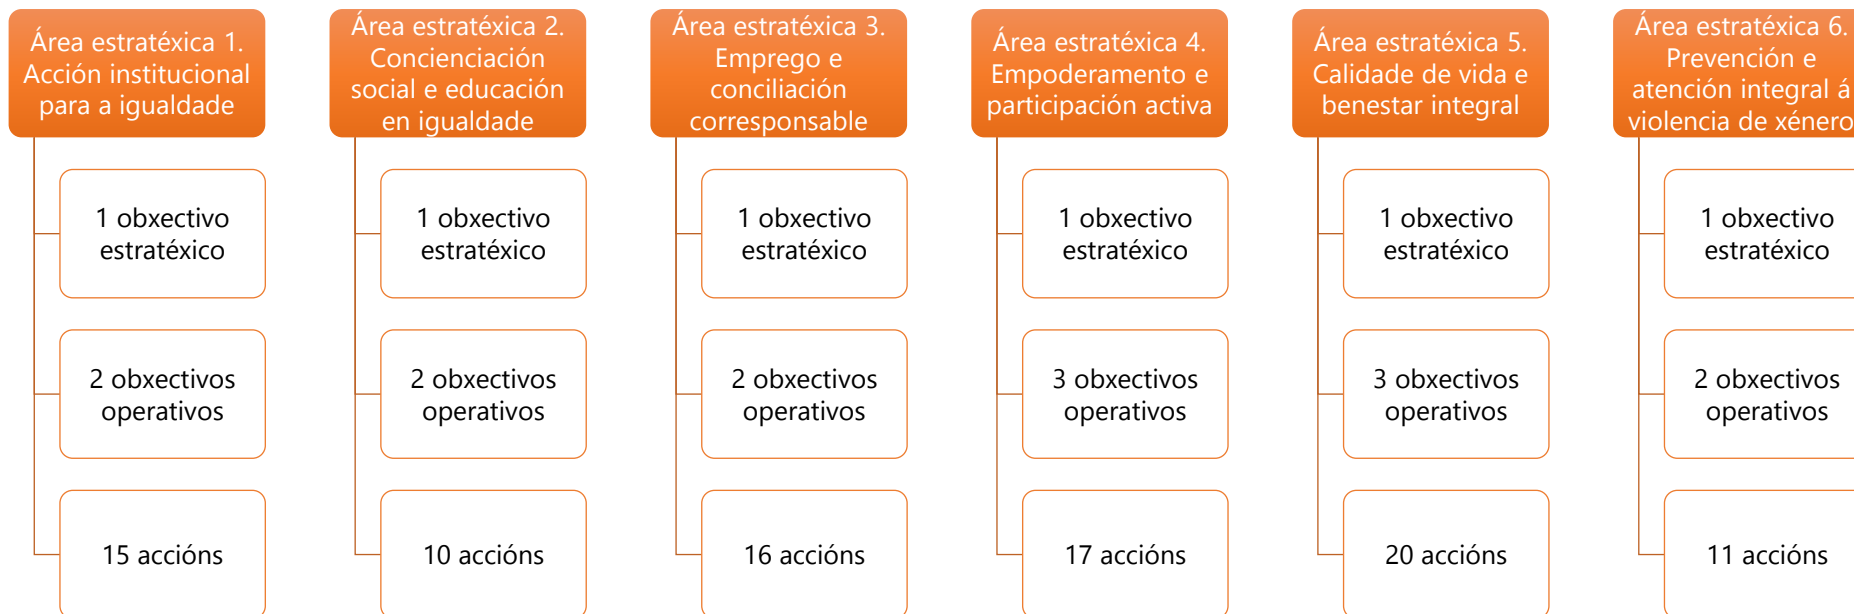 Área estratéxica 1.
Acción institucional
para a igualdade
1 obxectivo
estratéxico
2 obxectivos
operativos
15 accións
Área estratéxica 2.
Concienciación
social e educación
en igualdade
1 obxectivo
estratéxico
2 obxectivos
operativos
10 accións
Área estratéxica 3.
Emprego e
conciliación
corresponsable
1 obxectivo
estratéxico
2 obxectivos
operativos
16 accións
Área estratéxica 4.
Empoderamento e
participación activa
1 obxectivo
estratéxico
3 obxectivos
operativos
17 accións
Área estratéxica 5.
Calidade de vida e
benestar integral
1 obxectivo
estratéxico
3 obxectivos
operativos
20 accións
Área estratéxica 6.
Prevención e
atención integral á
violencia de xénero
1 obxectivo
estratéxico
2 obxectivos
operativos
11 accións